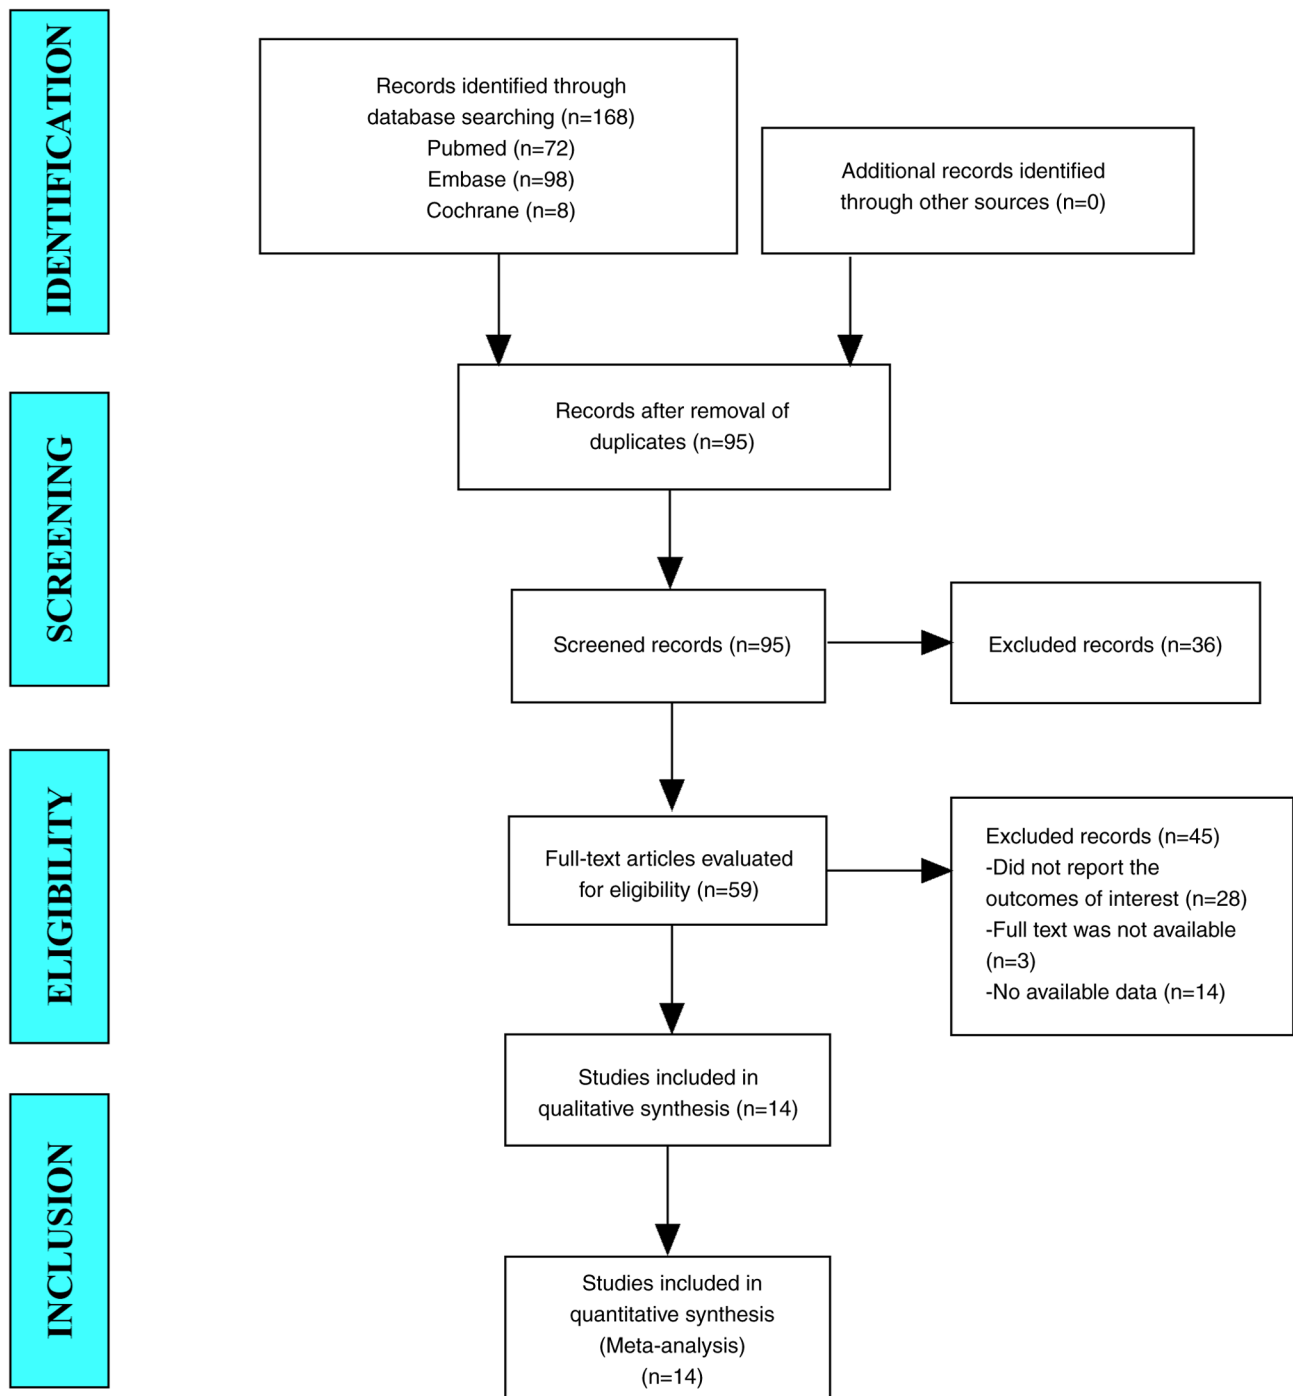 IDENTIFICATION
Records identified through
database searching (n=168)
Pubmed (n=72)
Embase (n=98)
Cochrane (n=8)
Additional records identified
through other sources (n=0)
Records after removal of
duplicates (n=95)
SCREENING
Screened records (n=95)
Excluded records (n=36)
ELIGIBILITY
Full-text articles evaluated
for eligibility (n=59)
Excluded records (n=45)
-Did not report the
outcomes of interest (n=28)
-Full text was not available
(n=3)
-No available data (n=14)
Studies included in
qualitative synthesis (n=14)
INCLUSION
Studies included in
quantitative synthesis
(Meta-analysis)
(n=14)